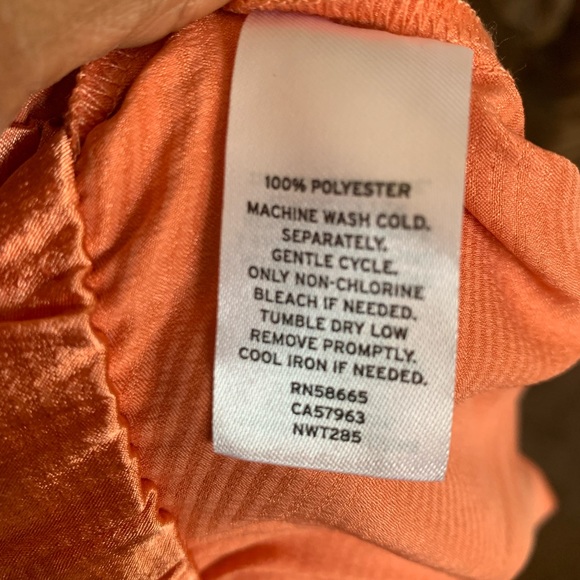 100% POLYESTER
MACHINE WASH COLD.
SEPARATELY.
GENTLE CYCLE.
ONLY NON-CHLORINE
BLEACH IF NEEDED.
TUMBLE DRY LOW
REMOVE PROMPTLY.
COOL IRON IF NEEDED.
RN58665
CA57963
NWT285